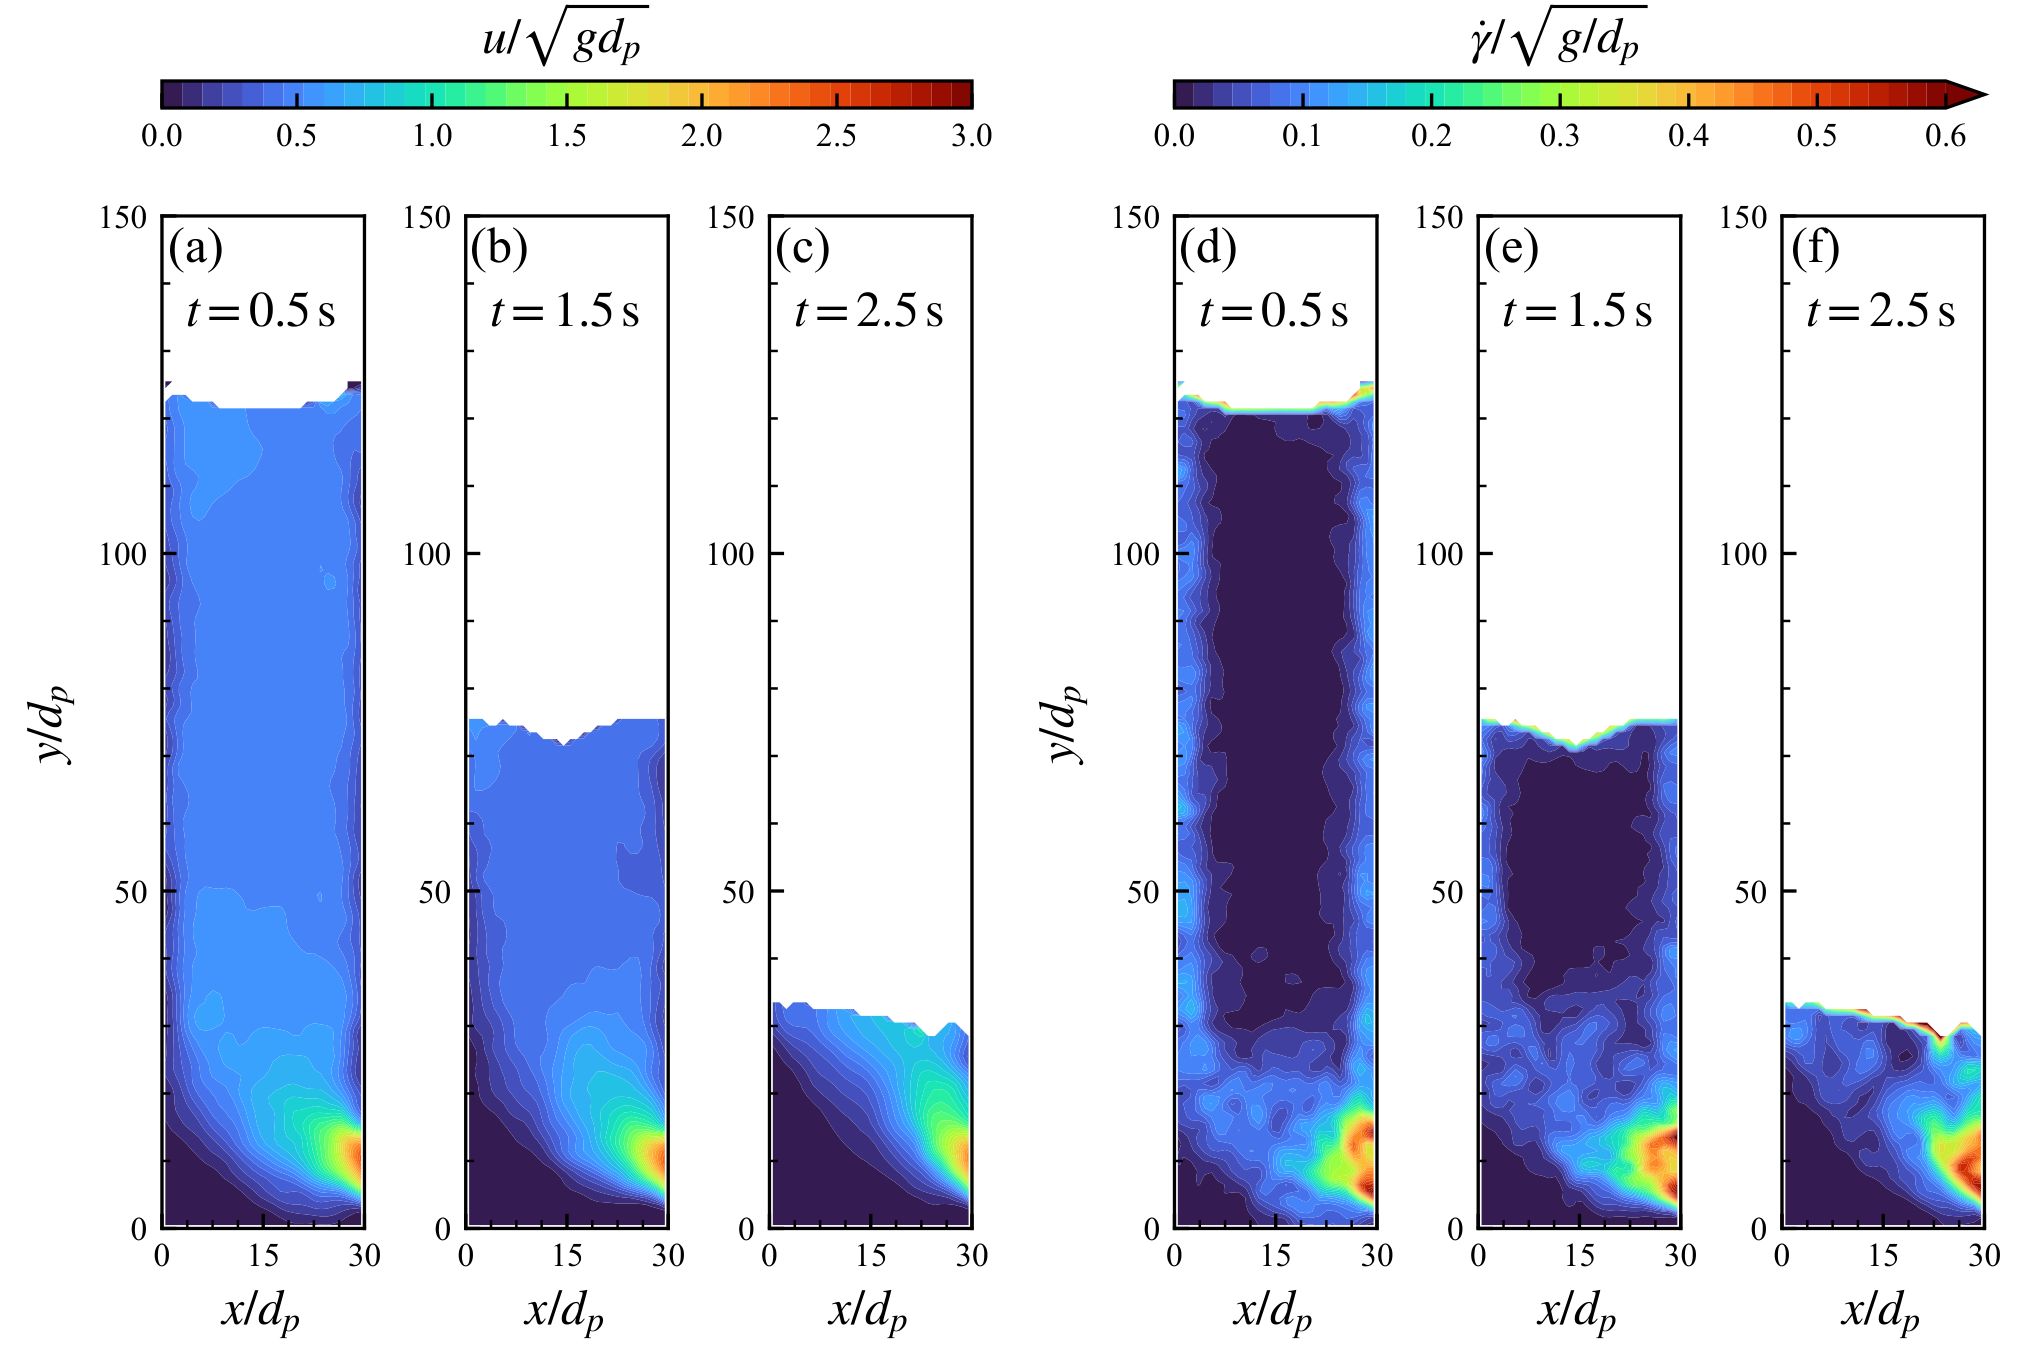 u/√gd_p
γ̇/√g/d_p
0.0 0.5 1.0 1.5 2.0 2.5 3.0
0.0 0.1 0.2 0.3 0.4 0.5 0.6
150 150 150 150 150 150
(a) (b) (c) (d) (e) (f)
t = 0.5 s t = 1.5 s t = 2.5 s t = 0.5 s t = 1.5 s t = 2.5 s
100 100 100 100 100 100
y/d_p y/d_p
50 50 50 50 50 50
0 0 0 0 0 0
0 15 30 0 15 30 0 15 30 0 15 30 0 15 30 0 15 30
x/d_p x/d_p x/d_p x/d_p x/d_p x/d_p